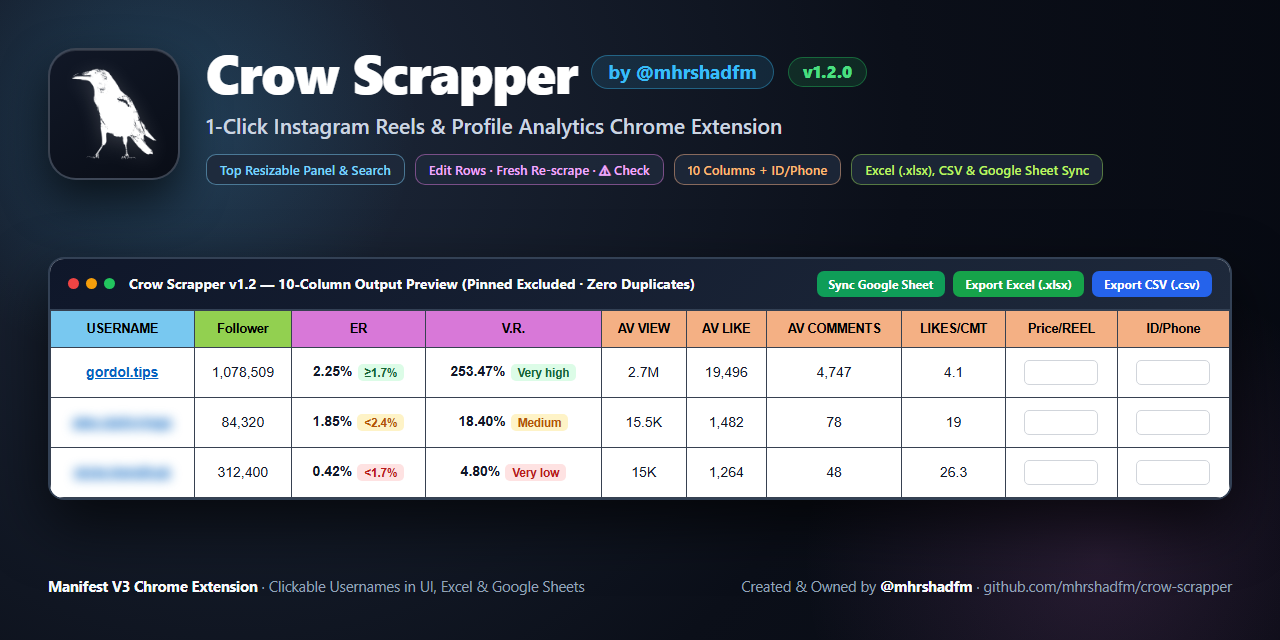 Crow Scrapper by @mhrshadfm v1.2.0
1-Click Instagram Reels & Profile Analytics Chrome Extension
Top Resizable Panel & Search Edit Rows · Fresh Re-scrape · ⚠ Check 10 Columns + ID/Phone Excel (.xlsx), CSV & Google Sheet Sync
Crow Scrapper v1.2 — 10-Column Output Preview (Pinned Excluded · Zero Duplicates) Sync Google Sheet Export Excel (.xlsx) Export CSV (.csv)
USERNAME Follower ER V.R. AV VIEW AV LIKE AV COMMENTS LIKES/CMT Price/REEL ID/Phone
gordol.tips 1,078,509 2.25% ≥1.7% 253.47% Very high 2.7M 19,496 4,747 4.1
84,320 1.85% <2.4% 18.40% Medium 15.5K 1,482 78 19
312,400 0.42% <1.7% 4.80% Very low 15K 1,264 48 26.3
Manifest V3 Chrome Extension · Clickable Usernames in UI, Excel & Google Sheets Created & Owned by @mhrshadfm · github.com/mhrshadfm/crow-scrapper